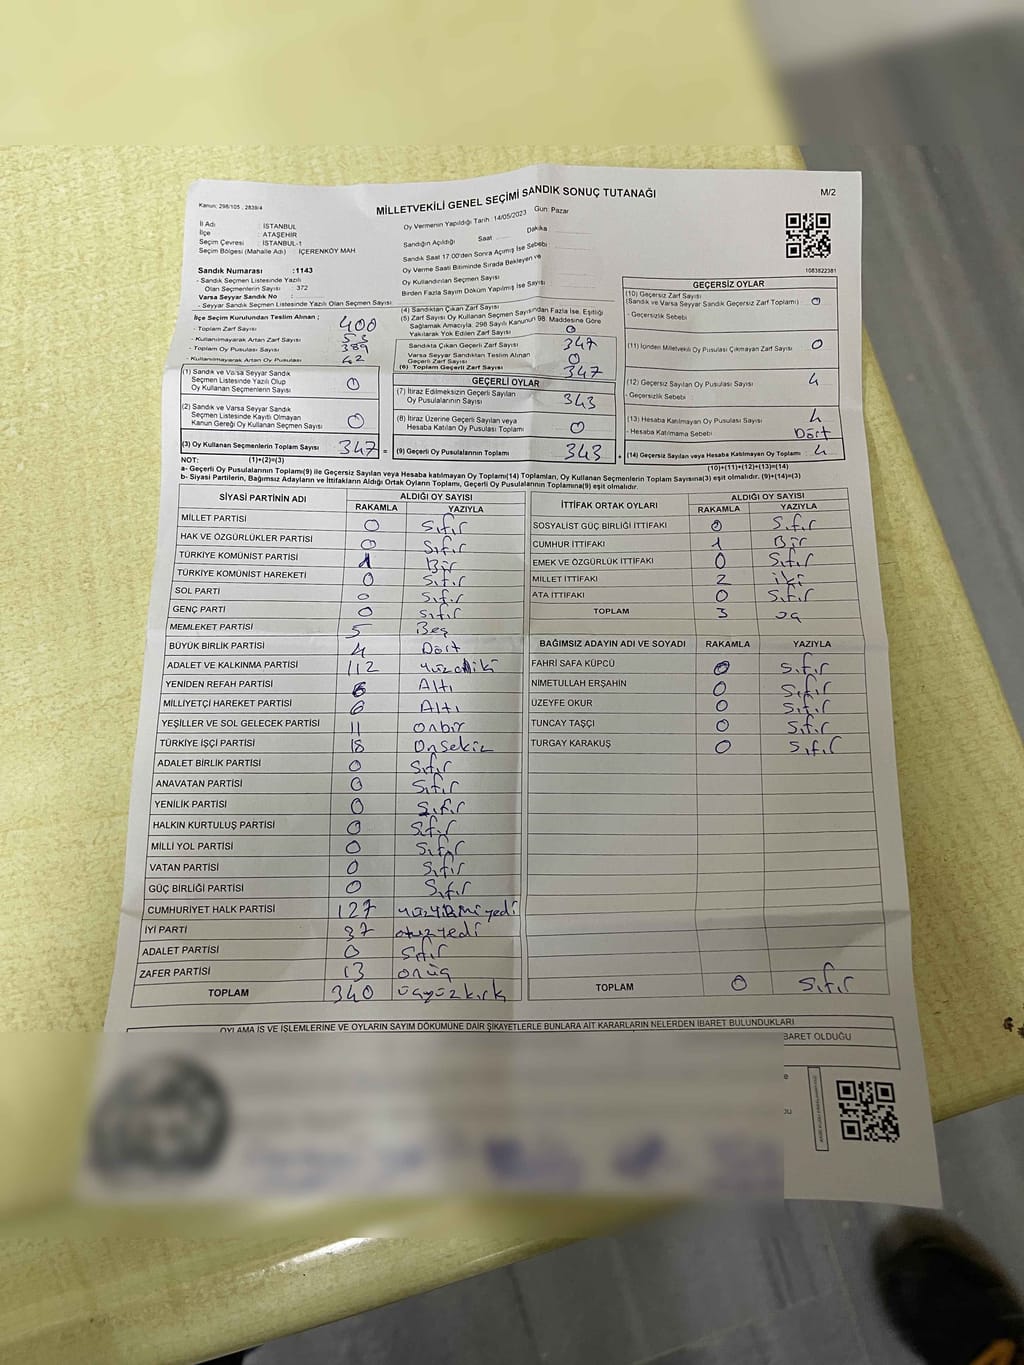 Kanun: 298/105 , 2839/4
MİLLETVEKİLİ GENEL SEÇİMİ SANDIK SONUÇ TUTANAĞI
M/2
İl Adı : İSTANBUL
İlçe : ATAŞEHİR
Seçim Çevresi : İSTANBUL-1
Seçim Bölgesi (Mahalle Adı) : İÇERENKÖY MAH
Sandık Numarası : 1143
- Sandık Seçmen Listesinde Yazılı
Olan Seçmenlerin Sayısı : 372
Varsa Seyyar Sandık No :
- Seyyar Sandık Seçmen Listesinde Yazılı Olan Seçmen Sayısı
Oy Vermenin Yapıldığı Tarih : 14/05/2023 Gün: Pazar
Sandığın Açıldığı Saat Dakika
Sandık Saat 17.00'den Sonra Açımış İse Sebebi
Oy Verme Saati Bitiminde Sırada Bekleyen ve
Oy Kullandırılan Seçmen Sayısı
Birden Fazla Sayım Döküm Yapılmış İse Sayısı
1083822381
İlçe Seçim Kurulundan Teslim Alınan ;
- Toplam Zarf Sayısı 400
- Kullanılmayarak Artan Zarf Sayısı 53
- Toplam Oy Pusulası Sayısı 389
- Kullanılmayarak Artan Oy Pusulası 42
(4) Sandıktan Çıkan Zarf Sayısı
(5) Zarf Sayısı Oy Kullanan Seçmen Sayısından Fazla İse, Eşitliği
Sağlamak Amacıyla, 298 Sayılı Kanunun 98. Maddesine Göre
Yakılarak Yok Edilen Zarf Sayısı 0
Sandıkta Çıkan Geçerli Zarf Sayısı 347
Varsa Seyyar Sandıktan Teslim Alınan
Geçerli Zarf Sayısı 0
(6) Toplam Geçerli Zarf Sayısı 347
GEÇERSİZ OYLAR
(10) Geçersiz Zarf Sayısı
(Sandık ve Varsa Seyyar Sandık Geçersiz Zarf Toplamı) 0
- Geçersizlik Sebebi
(11) İçinden Milletvekili Oy Pusulası Çıkmayan Zarf Sayısı 0
(12) Geçersiz Sayılan Oy Pusulası Sayısı 4
- Geçersizlik Sebebi
(13) Hesaba Katılmayan Oy Pusulası Sayısı 4
- Hesaba Katılmama Sebebi Dört
(14) Geçersiz Sayılan veya Hesaba Katılmayan Oy Toplamı 4
(10)+(11)+(12)+(13)=(14)
(1) Sandık ve Varsa Seyyar Sandık
Seçmen Listesinde Yazılı Olup
Oy Kullanan Seçmenlerin Sayısı
(2) Sandık ve Varsa Seyyar Sandık
Seçmen Listesinde Kayıtlı Olmayan
Kanun Gereği Oy Kullanan Seçmen Sayısı 0
(3) Oy Kullanan Seçmenlerin Toplam Sayısı 347 =
GEÇERLİ OYLAR
(7) İtiraz Edilmeksizin Geçerli Sayılan
Oy Pusulalarının Sayısı 343
(8) İtiraz Üzerine Geçerli Sayılan veya
Hesaba Katılan Oy Pusulası Toplamı 0
(9) Geçerli Oy Pusulalarının Toplamı 343 +
NOT: (1)+(2)=(3)
a- Geçerli Oy Pusulalarının Toplam(9) ile Geçersiz Sayılan veya Hesaba katılmayan Oy Toplam(14) Toplamları, Oy Kullanan Seçmenlerin Toplam Sayısına(3) eşit olmalıdır. (9)+(14)=(3)
b- Siyasi Partilerin, Bağımsız Adayların ve İttifakların Aldığı Ortak Oyların Toplamı, Geçerli Oy Pusulalarının Toplamına(9) eşit olmalıdır.
SİYASİ PARTİNİN ADI ALDIĞI OY SAYISI
RAKAMLA YAZIYLA
MİLLET PARTİSİ 0 Sıfır
HAK VE ÖZGÜRLÜKLER PARTİSİ 0 Sıfır
TÜRKİYE KOMÜNİST PARTİSİ 1 Bir
TÜRKİYE KOMÜNİST HAREKETİ 0 Sıfır
SOL PARTİ 0 Sıfır
GENÇ PARTİ 0 Sıfır
MEMLEKET PARTİSİ 5 Beş
BÜYÜK BİRLİK PARTİSİ 4 Dört
ADALET VE KALKINMA PARTİSİ 112 yüzoniki
YENİDEN REFAH PARTİSİ 6 Altı
MİLLİYETÇİ HAREKET PARTİSİ 6 Altı
YEŞİLLER VE SOL GELECEK PARTİSİ 11 onbir
TÜRKİYE İŞÇİ PARTİSİ 18 Onsekiz
ADALET BİRLİK PARTİSİ 0 Sıfır
ANAVATAN PARTİSİ 0 Sıfır
YENİLİK PARTİSİ 0 Sıfır
HALKIN KURTULUŞ PARTİSİ 0 Sıfır
MİLLİ YOL PARTİSİ 0 Sıfır
VATAN PARTİSİ 0 Sıfır
GÜÇ BİRLİĞİ PARTİSİ 0 Sıfır
CUMHURİYET HALK PARTİSİ 127 yüzyirmiyedi
İYİ PARTİ 37 otuzyedi
ADALET PARTİSİ 0 Sıfır
ZAFER PARTİSİ 13 onüç
TOPLAM 340 üçyüzkırk
İTTİFAK ORTAK OYLARI ALDIĞI OY SAYISI
RAKAMLA YAZIYLA
SOSYALİST GÜÇ BİRLİĞİ İTTİFAKI 0 Sıfır
CUMHUR İTTİFAKI 1 Bir
EMEK VE ÖZGÜRLÜK İTTİFAKI 0 Sıfır
MİLLET İTTİFAKI 2 iki
ATA İTTİFAKI 0 Sıfır
TOPLAM 3 üç
BAĞIMSIZ ADAYIN ADI VE SOYADI RAKAMLA YAZIYLA
FAHRİ SAFA KÜPCÜ 0 Sıfır
NİMETULLAH ERŞAHİN 0 Sıfır
ÜZEYFE OKUR 0 Sıfır
TUNCAY TAŞÇI 0 Sıfır
TURGAY KARAKUŞ 0 Sıfır
TOPLAM 0 Sıfır
OYLAMA İŞ VE İŞLEMLERİNE VE OYLARIN SAYIM DÖKÜMÜNE DAİR ŞİKAYETLERLE BUNLARA AİT KARARLARIN NELERDEN İBARET BULUNDUKLARI
BARET OLDUĞU